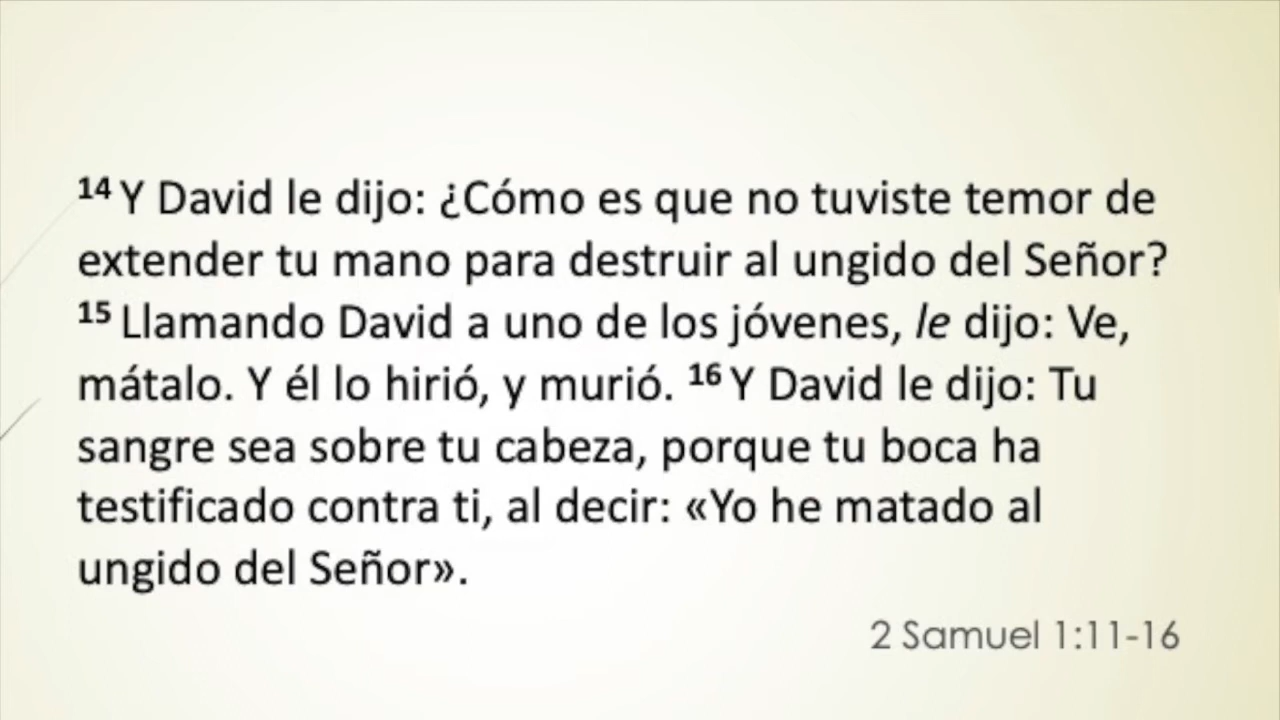 14 Y David le dijo: ¿Cómo es que no tuviste temor de
extender tu mano para destruir al ungido del Señor?
15 Llamando David a uno de los jóvenes, le dijo: Ve,
mátalo. Y él lo hirió, y murió. 16 Y David le dijo: Tu
sangre sea sobre tu cabeza, porque tu boca ha
testificado contra ti, al decir: «Yo he matado al
ungido del Señor».
2 Samuel 1:11-16